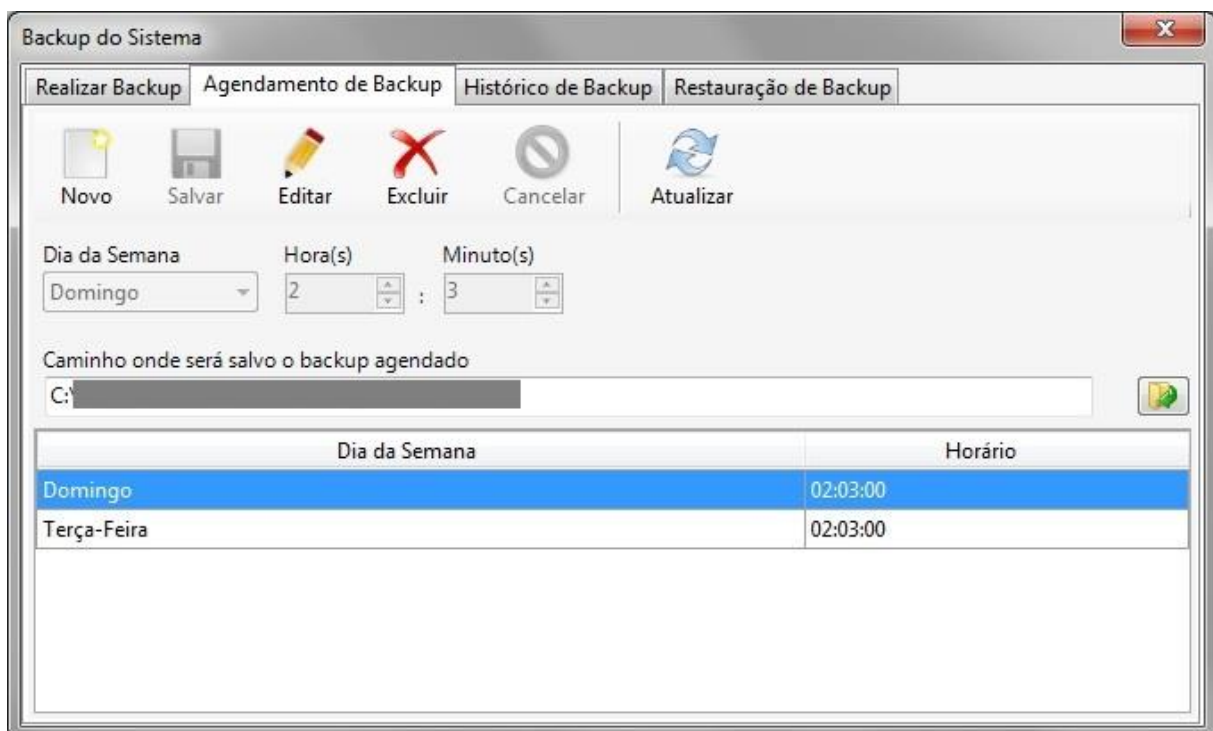 Backup do Sistema
Realizar Backup Agendamento de Backup Histórico de Backup Restauração de Backup
Novo Salvar Editar Excluir Cancelar Atualizar
Dia da Semana Hora(s) Minuto(s)
Domingo 2 : 3
Caminho onde será salvo o backup agendado
C:\
Dia da Semana Horário
Domingo 02:03:00
Terça-Feira 02:03:00